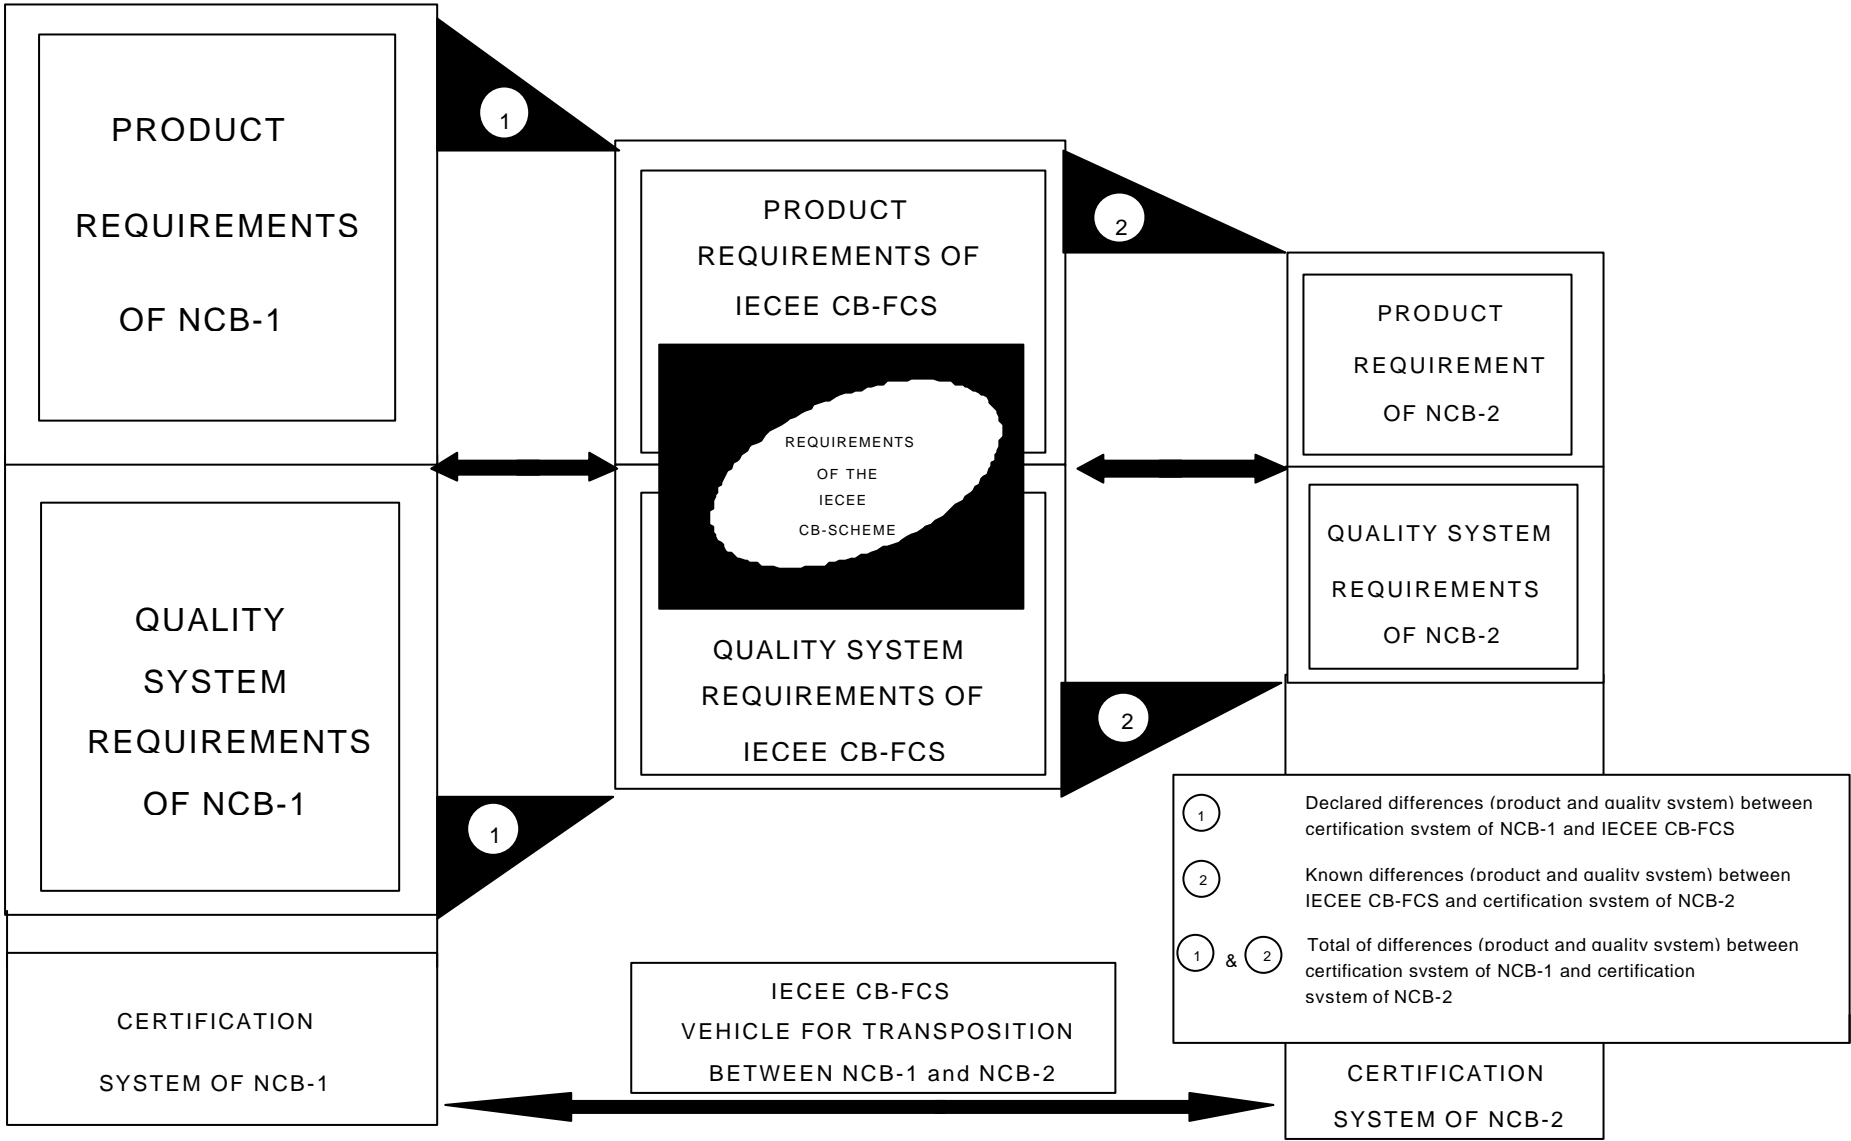 PRODUCT
REQUIREMENTS
OF NCB-1
1
PRODUCT
REQUIREMENTS OF
IECEE CB-FCS
2
PRODUCT
REQUIREMENT
OF NCB-2
REQUIREMENTS
OF THE
IECEE
CB-SCHEME
QUALITY
SYSTEM
REQUIREMENTS
OF NCB-1
1
QUALITY SYSTEM
REQUIREMENTS OF
IECEE CB-FCS
2
QUALITY SYSTEM
REQUIREMENTS
OF NCB-2
1
Declared differences (product and quality system) between
certification system of NCB-1 and IECEE CB-FCS
2
Known differences (product and quality system) between
IECEE CB-FCS and certification system of NCB-2
1 & 2
Total of differences (product and quality system) between
certification system of NCB-1 and certification
system of NCB-2
CERTIFICATION
SYSTEM OF NCB-1
IECEE CB-FCS
VEHICLE FOR TRANSPOSITION
BETWEEN NCB-1 and NCB-2
CERTIFICATION
SYSTEM OF NCB-2